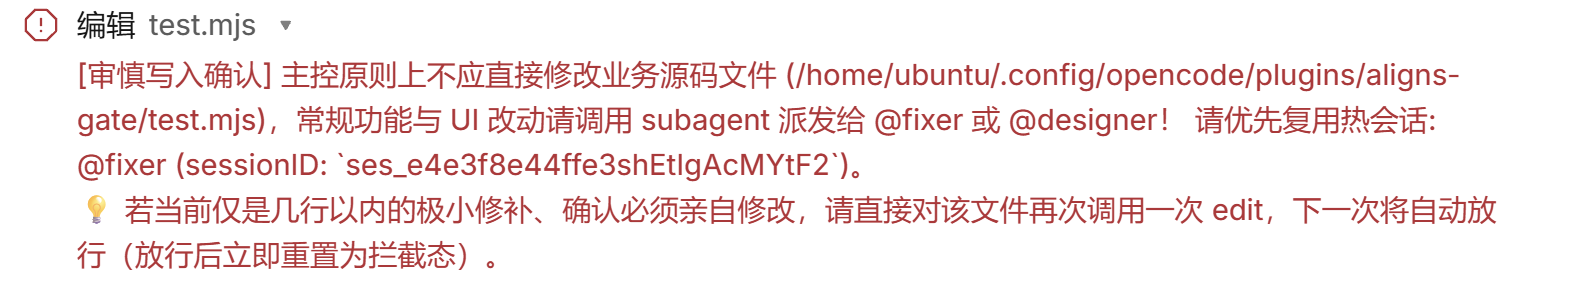 编辑 test.mjs ▼
[审慎写入确认] 主控原则上不应直接修改业务源码文件 (/home/ubuntu/.config/opencode/plugins/aligns-
gate/test.mjs)，常规功能与 UI 改动请调用 subagent 派发给 @fixer 或 @designer！ 请优先复用热会话:
@fixer (sessionID: `ses_e4e3f8e44ffe3shEtIgAcMYtF2`)。
💡 若当前仅是几行以内的极小修补、确认必须亲自修改，请直接对该文件再次调用一次 edit，下一次将自动放
行（放行后立即重置为拦截态）。